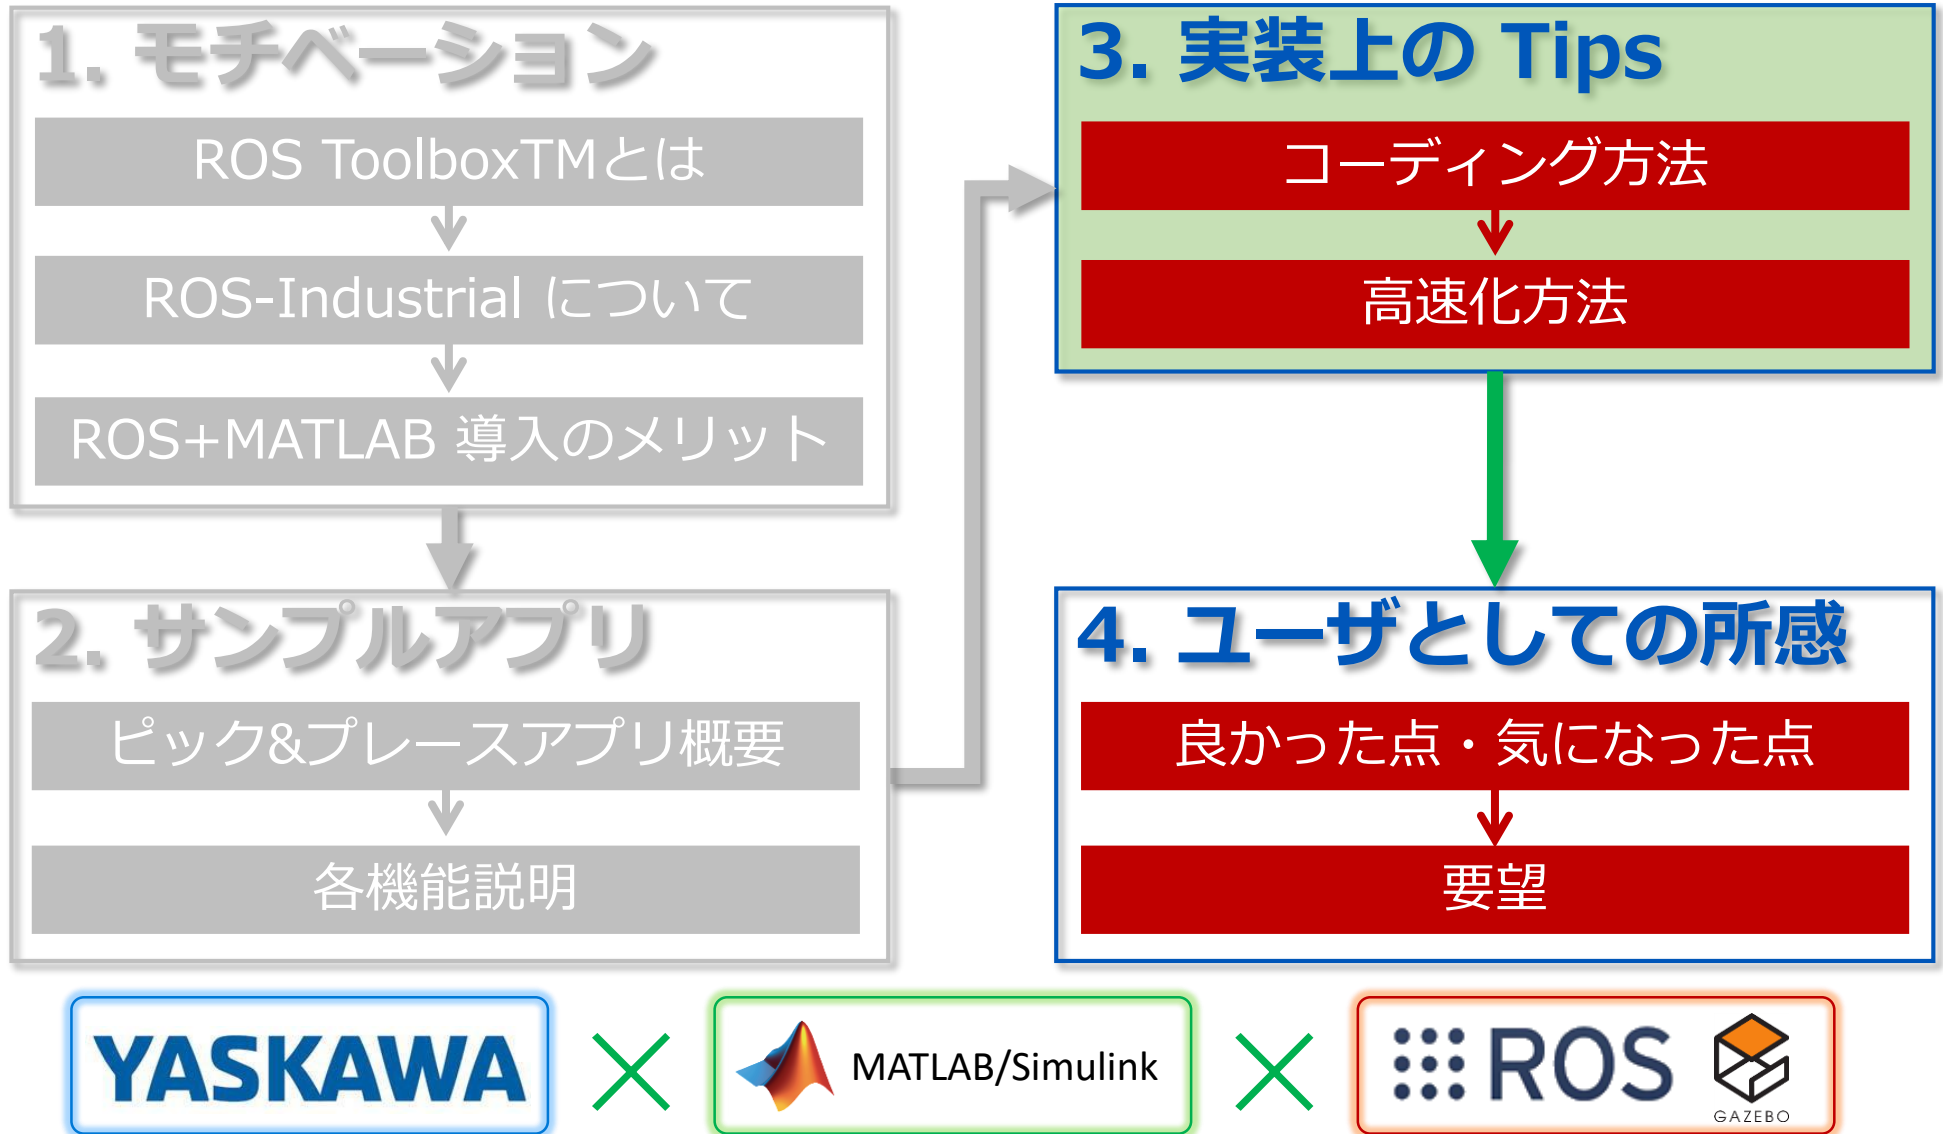 1. モチベーション
ROS ToolboxTMとは
ROS-Industrial について
ROS+MATLAB 導入のメリット
2. サンプルアプリ
ピック&プレースアプリ概要
各機能説明
3. 実装上の Tips
コーディング方法
高速化方法
4. ユーザとしての所感
良かった点・気になった点
要望
YASKAWA
MATLAB/Simulink
ROS
GAZEBO